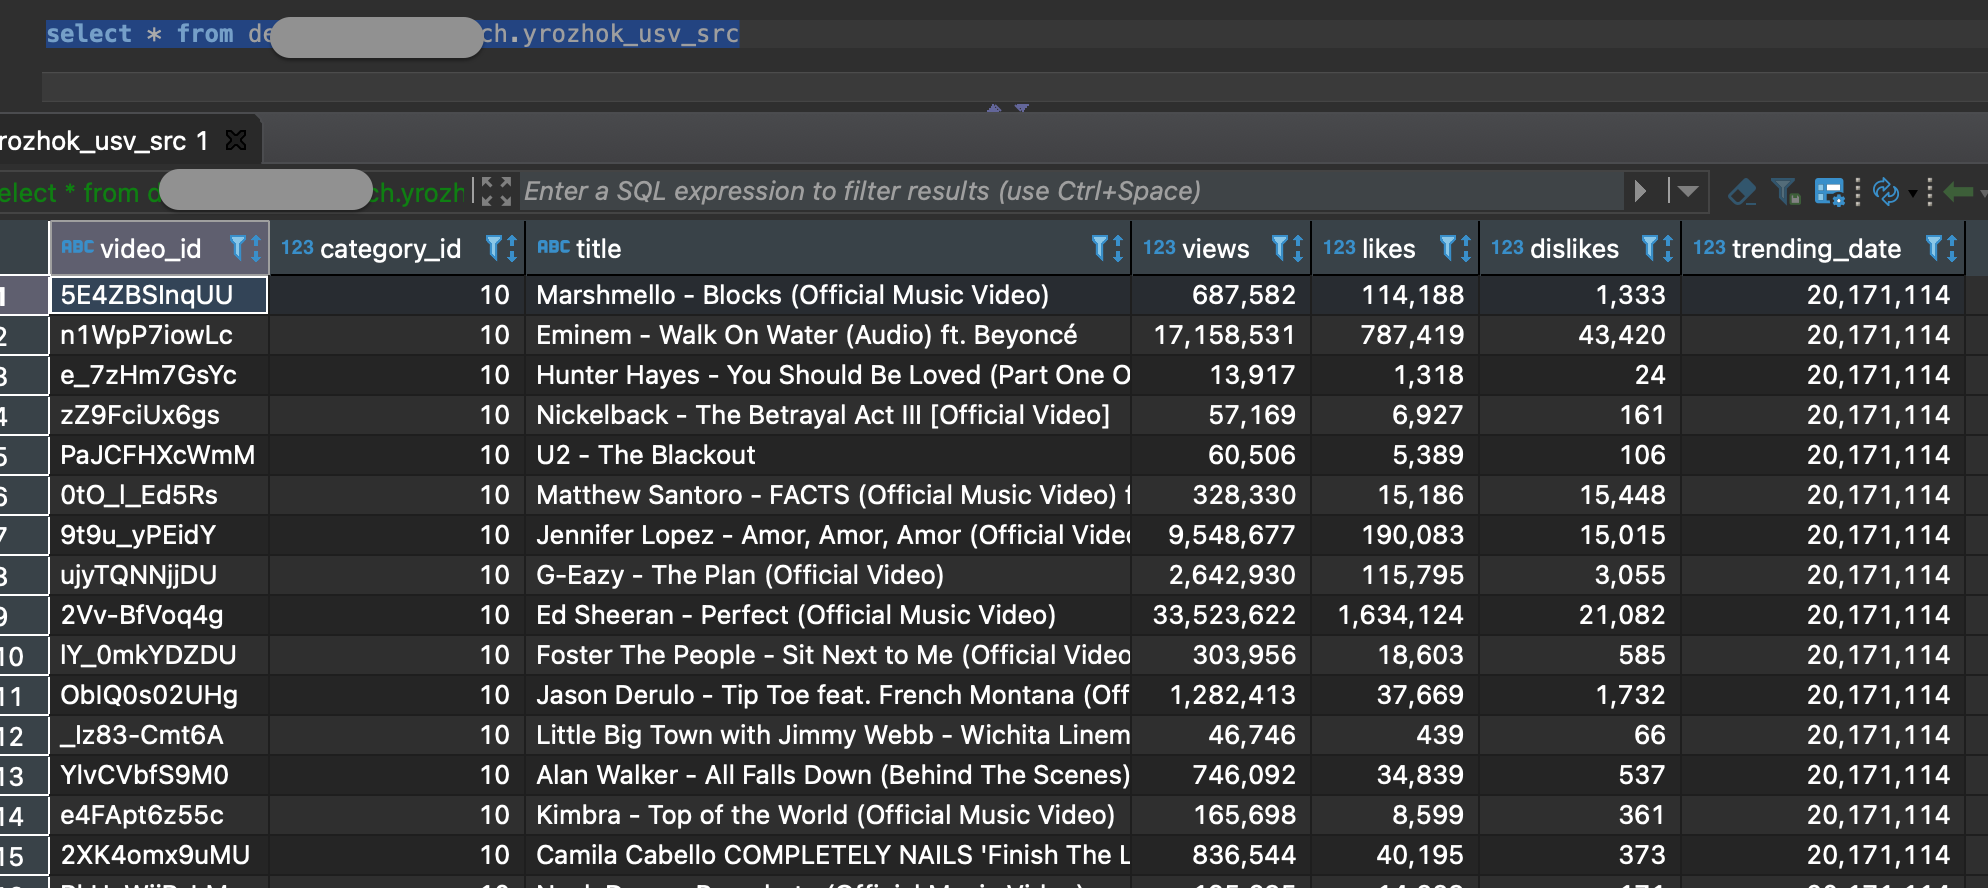 select * from de ch.yrozhok_usv_src
rozhok_usv_src 1
elect * from d ch.yrozh Enter a SQL expression to filter results (use Ctrl+Space)
ABC video_id 123 category_id ABC title 123 views 123 likes 123 dislikes 123 trending_date
1 5E4ZBSlnqUU 10 Marshmello - Blocks (Official Music Video) 687,582 114,188 1,333 20,171,114
2 n1WpP7iowLc 10 Eminem - Walk On Water (Audio) ft. Beyoncé 17,158,531 787,419 43,420 20,171,114
3 e_7zHm7GsYc 10 Hunter Hayes - You Should Be Loved (Part One O 13,917 1,318 24 20,171,114
4 zZ9FciUx6gs 10 Nickelback - The Betrayal Act III [Official Video] 57,169 6,927 161 20,171,114
5 PaJCFHXcWmM 10 U2 - The Blackout 60,506 5,389 106 20,171,114
6 0tO_l_Ed5Rs 10 Matthew Santoro - FACTS (Official Music Video) f 328,330 15,186 15,448 20,171,114
7 9t9u_yPEidY 10 Jennifer Lopez - Amor, Amor, Amor (Official Vide 9,548,677 190,083 15,015 20,171,114
8 ujyTQNNjjDU 10 G-Eazy - The Plan (Official Video) 2,642,930 115,795 3,055 20,171,114
9 2Vv-BfVoq4g 10 Ed Sheeran - Perfect (Official Music Video) 33,523,622 1,634,124 21,082 20,171,114
10 lY_0mkYDZDU 10 Foster The People - Sit Next to Me (Official Video 303,956 18,603 585 20,171,114
11 ObIQ0s02UHg 10 Jason Derulo - Tip Toe feat. French Montana (Off 1,282,413 37,669 1,732 20,171,114
12 _Iz83-Cmt6A 10 Little Big Town with Jimmy Webb - Wichita Linem 46,746 439 66 20,171,114
13 YlvCVbfS9M0 10 Alan Walker - All Falls Down (Behind The Scenes) 746,092 34,839 537 20,171,114
14 e4FApt6z55c 10 Kimbra - Top of the World (Official Music Video) 165,698 8,599 361 20,171,114
15 2XK4omx9uMU 10 Camila Cabello COMPLETELY NAILS 'Finish The L 836,544 40,195 373 20,171,114